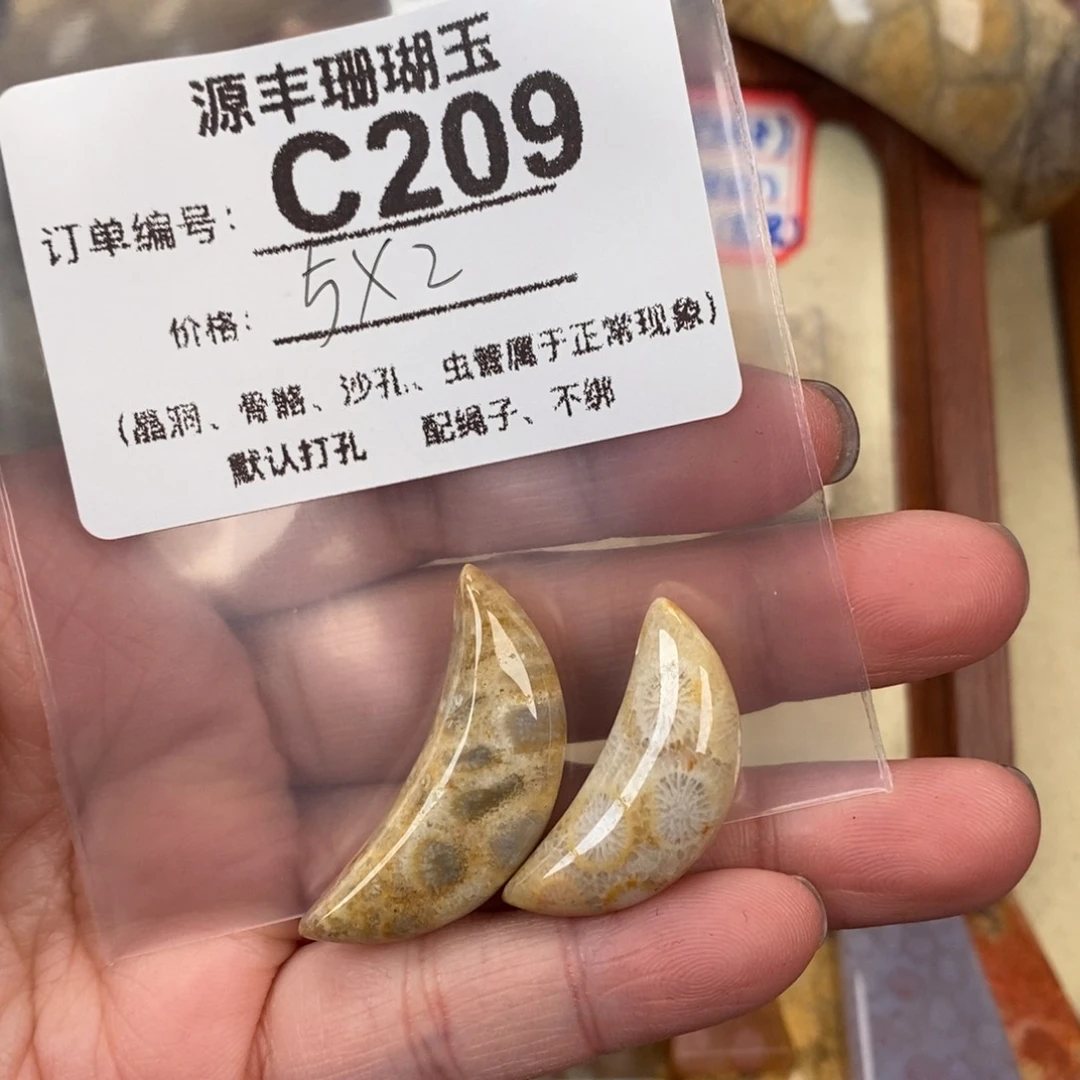 源丰珊瑚玉
订单编号：C209
价格：5X2
（晶洞、骨骼、沙孔、虫鳢属于正常现象）
默认打孔 配绳子、不绑